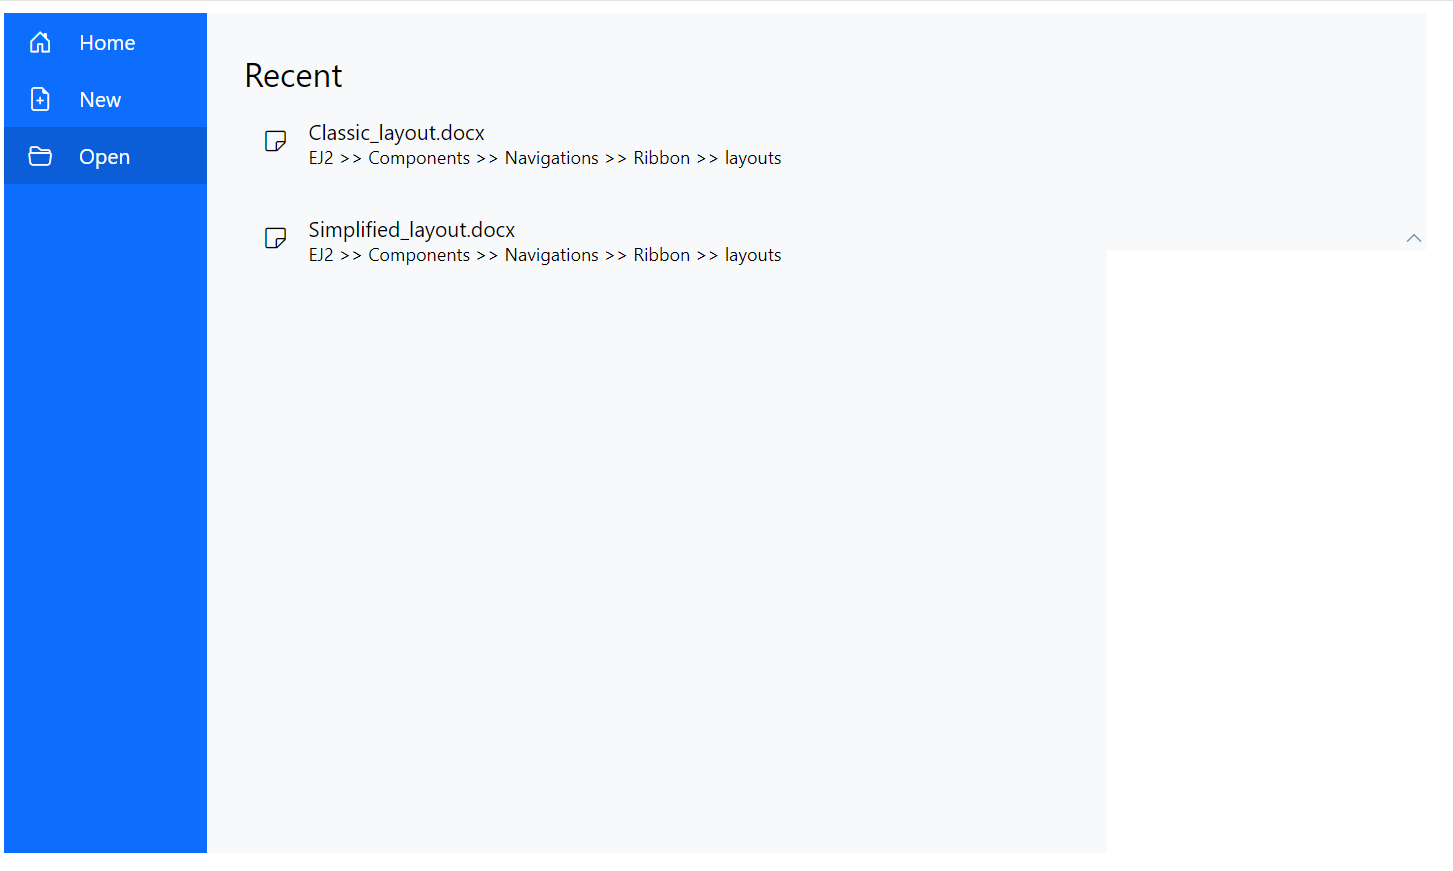 Home
New
Open
Recent
Classic_layout.docx
EJ2 >> Components >> Navigations >> Ribbon >> layouts
Simplified_layout.docx
EJ2 >> Components >> Navigations >> Ribbon >> layouts